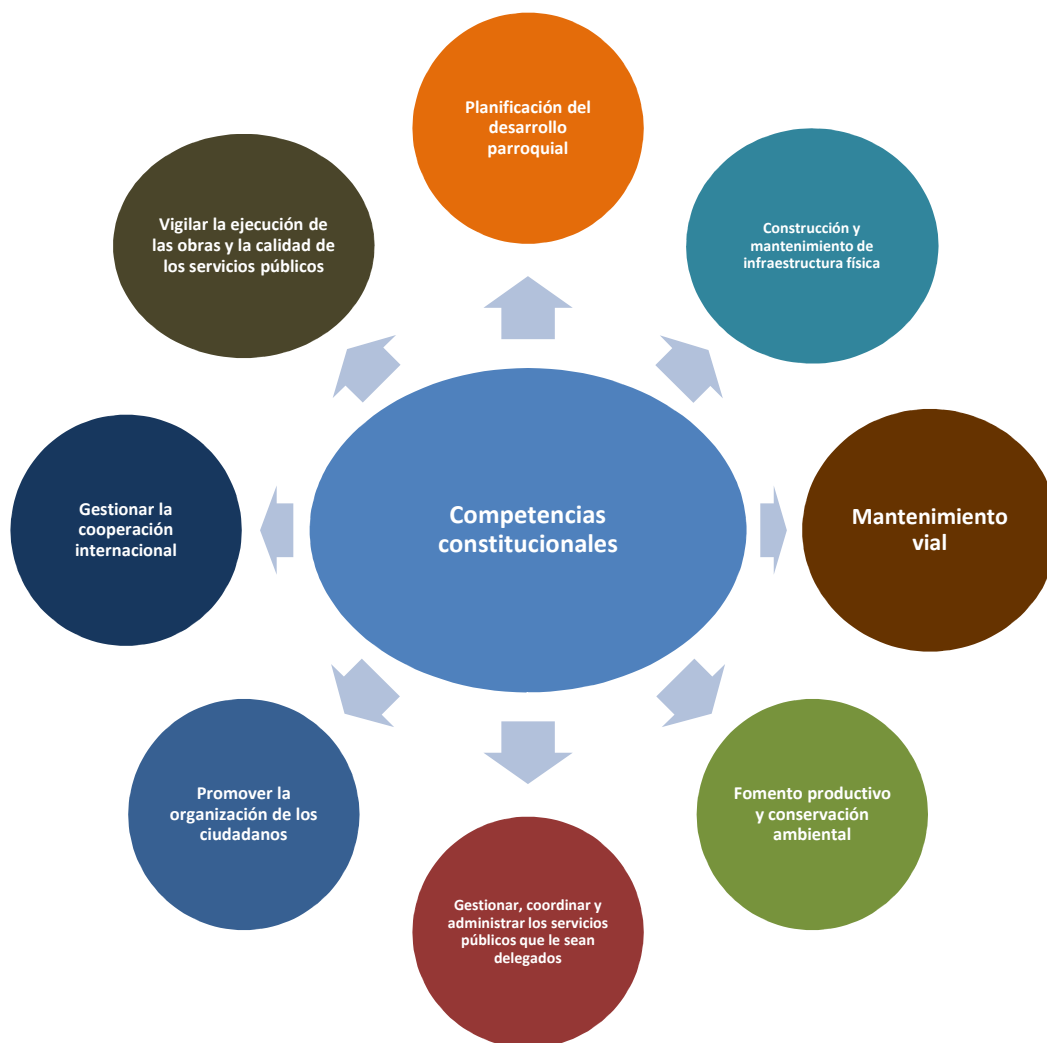 Planificación del
desarrollo
parroquial
Construcción y
mantenimiento de
infraestructura física
Mantenimiento
vial
Fomento productivo
y conservación
ambiental
Gestionar, coordinar y
administrar los servicios
públicos que le sean
delegados
Promover la
organización de los
ciudadanos
Gestionar la
cooperación
internacional
Vigilar la ejecución de
las obras y la calidad de
los servicios públicos
Competencias
constitucionales